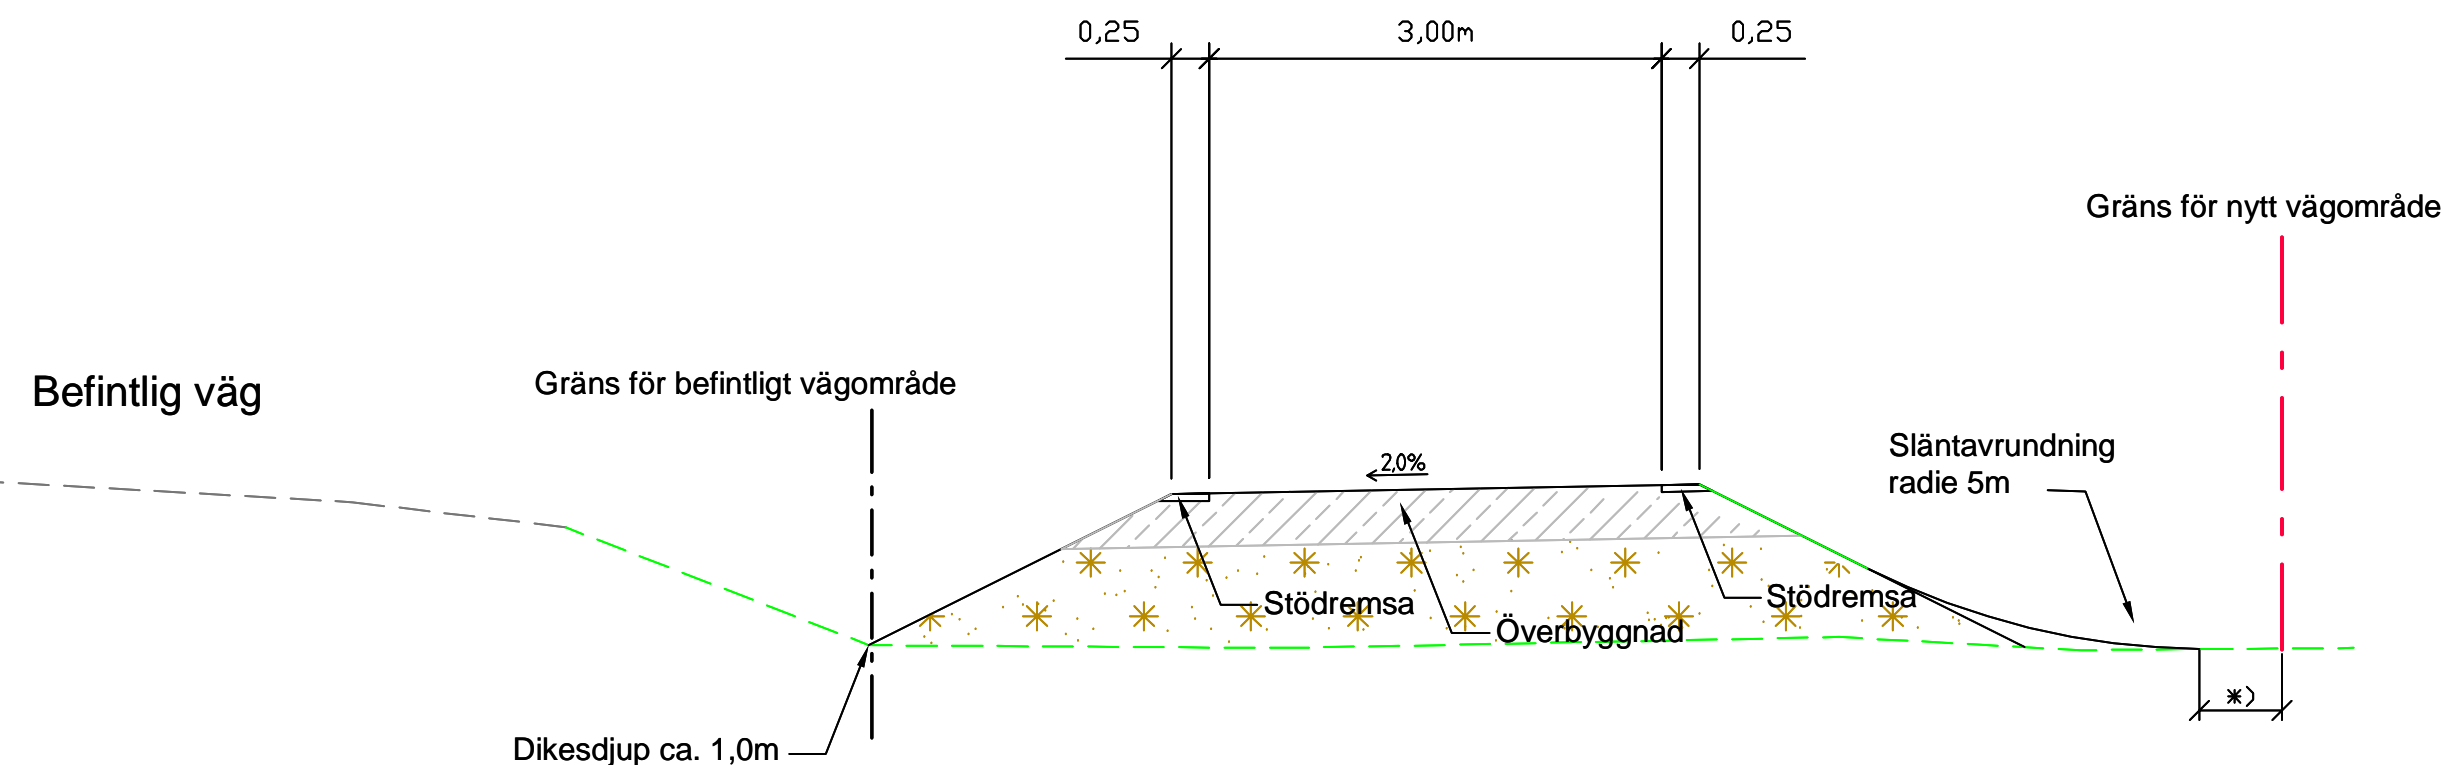 0,25
3,00m
0,25
Gräns för nytt vägområde
Befintlig väg
Gräns för befintligt vägområde
2,0%
Släntavrundning
radie 5m
Stödremsa
Stödremsa
Överbyggnad
*)
Dikesdjup ca. 1,0m